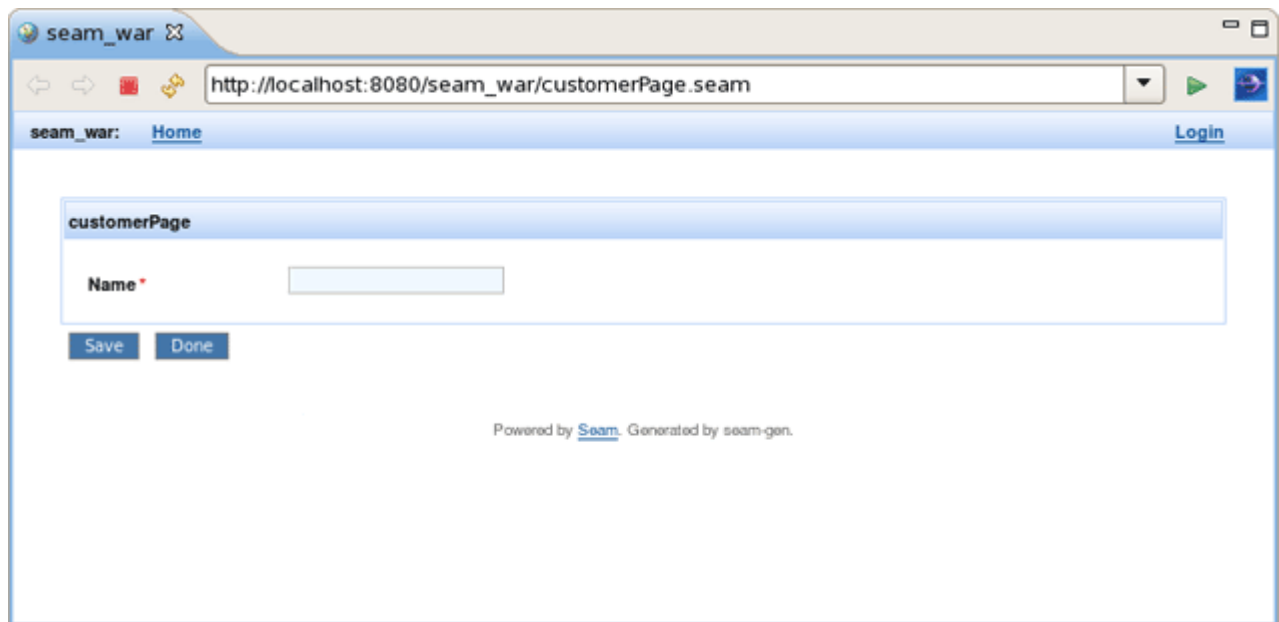 seam_war
http://localhost:8080/seam_war/customerPage.seam
seam_war: Home Login
customerPage
Name*
Save Done
Powered by Seam. Generated by seam-gen.